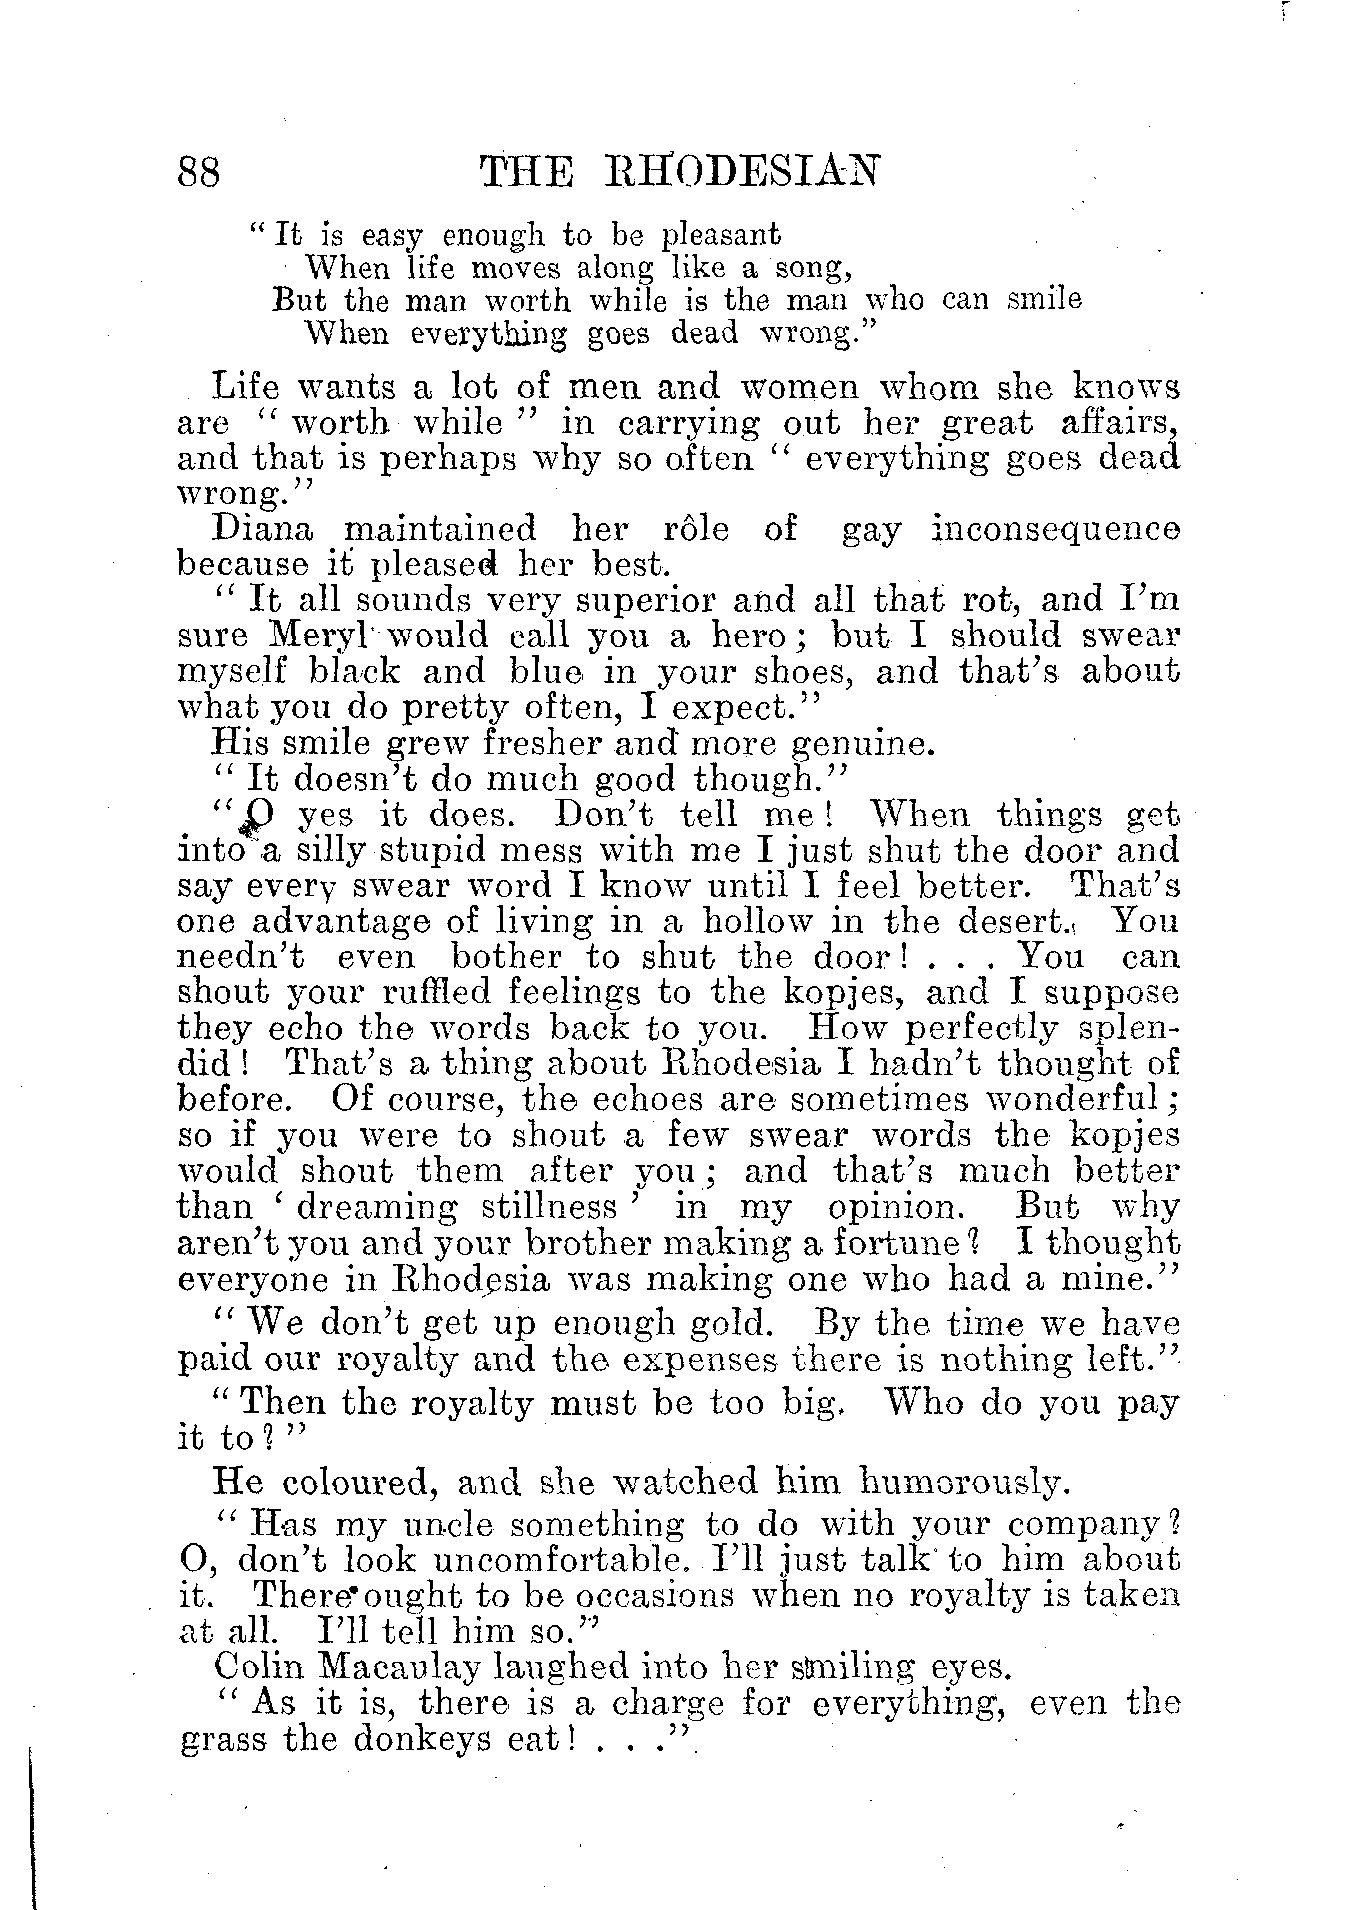 88 THE RHODESIAN
“ It is easy enough to be pleasant
When life moves along like a song,
But the man worth while is the man who can smile
When everything goes dead wrong.”
Life wants a lot of men and women whom she knows
are “ worth while ” in carrying out her great affairs,
and that is perhaps why so often “ everything goes dead
wrong.”
Diana maintained her rôle of gay inconsequence
because it pleased her best.
“ It all sounds very superior and all that rot, and I’m
sure Meryl would call you a hero ; but I should swear
myself black and blue in your shoes, and that’s about
what you do pretty often, I expect.”
His smile grew fresher and more genuine.
“ It doesn’t do much good though.”
“ O yes it does. Don’t tell me ! When things get
into a silly stupid mess with me I just shut the door and
say every swear word I know until I feel better. That’s
one advantage of living in a hollow in the desert. You
needn’t even bother to shut the door ! . . . You can
shout your ruffled feelings to the kopjes, and I suppose
they echo the words back to you. How perfectly splen-
did ! That’s a thing about Rhodesia I hadn’t thought of
before. Of course, the echoes are sometimes wonderful ;
so if you were to shout a few swear words the kopjes
would shout them after you ; and that’s much better
than ‘ dreaming stillness ’ in my opinion. But why
aren’t you and your brother making a fortune ? I thought
everyone in Rhodesia was making one who had a mine.”
“ We don’t get up enough gold. By the time we have
paid our royalty and the expenses there is nothing left.”
“ Then the royalty must be too big. Who do you pay
it to ? ”
He coloured, and she watched him humorously.
“ Has my uncle something to do with your company ?
O, don’t look uncomfortable. I’ll just talk to him about
it. There ought to be occasions when no royalty is taken
at all. I’ll tell him so.”
Colin Macaulay laughed into her smiling eyes.
“ As it is, there is a charge for everything, even the
grass the donkeys eat ! . . .”